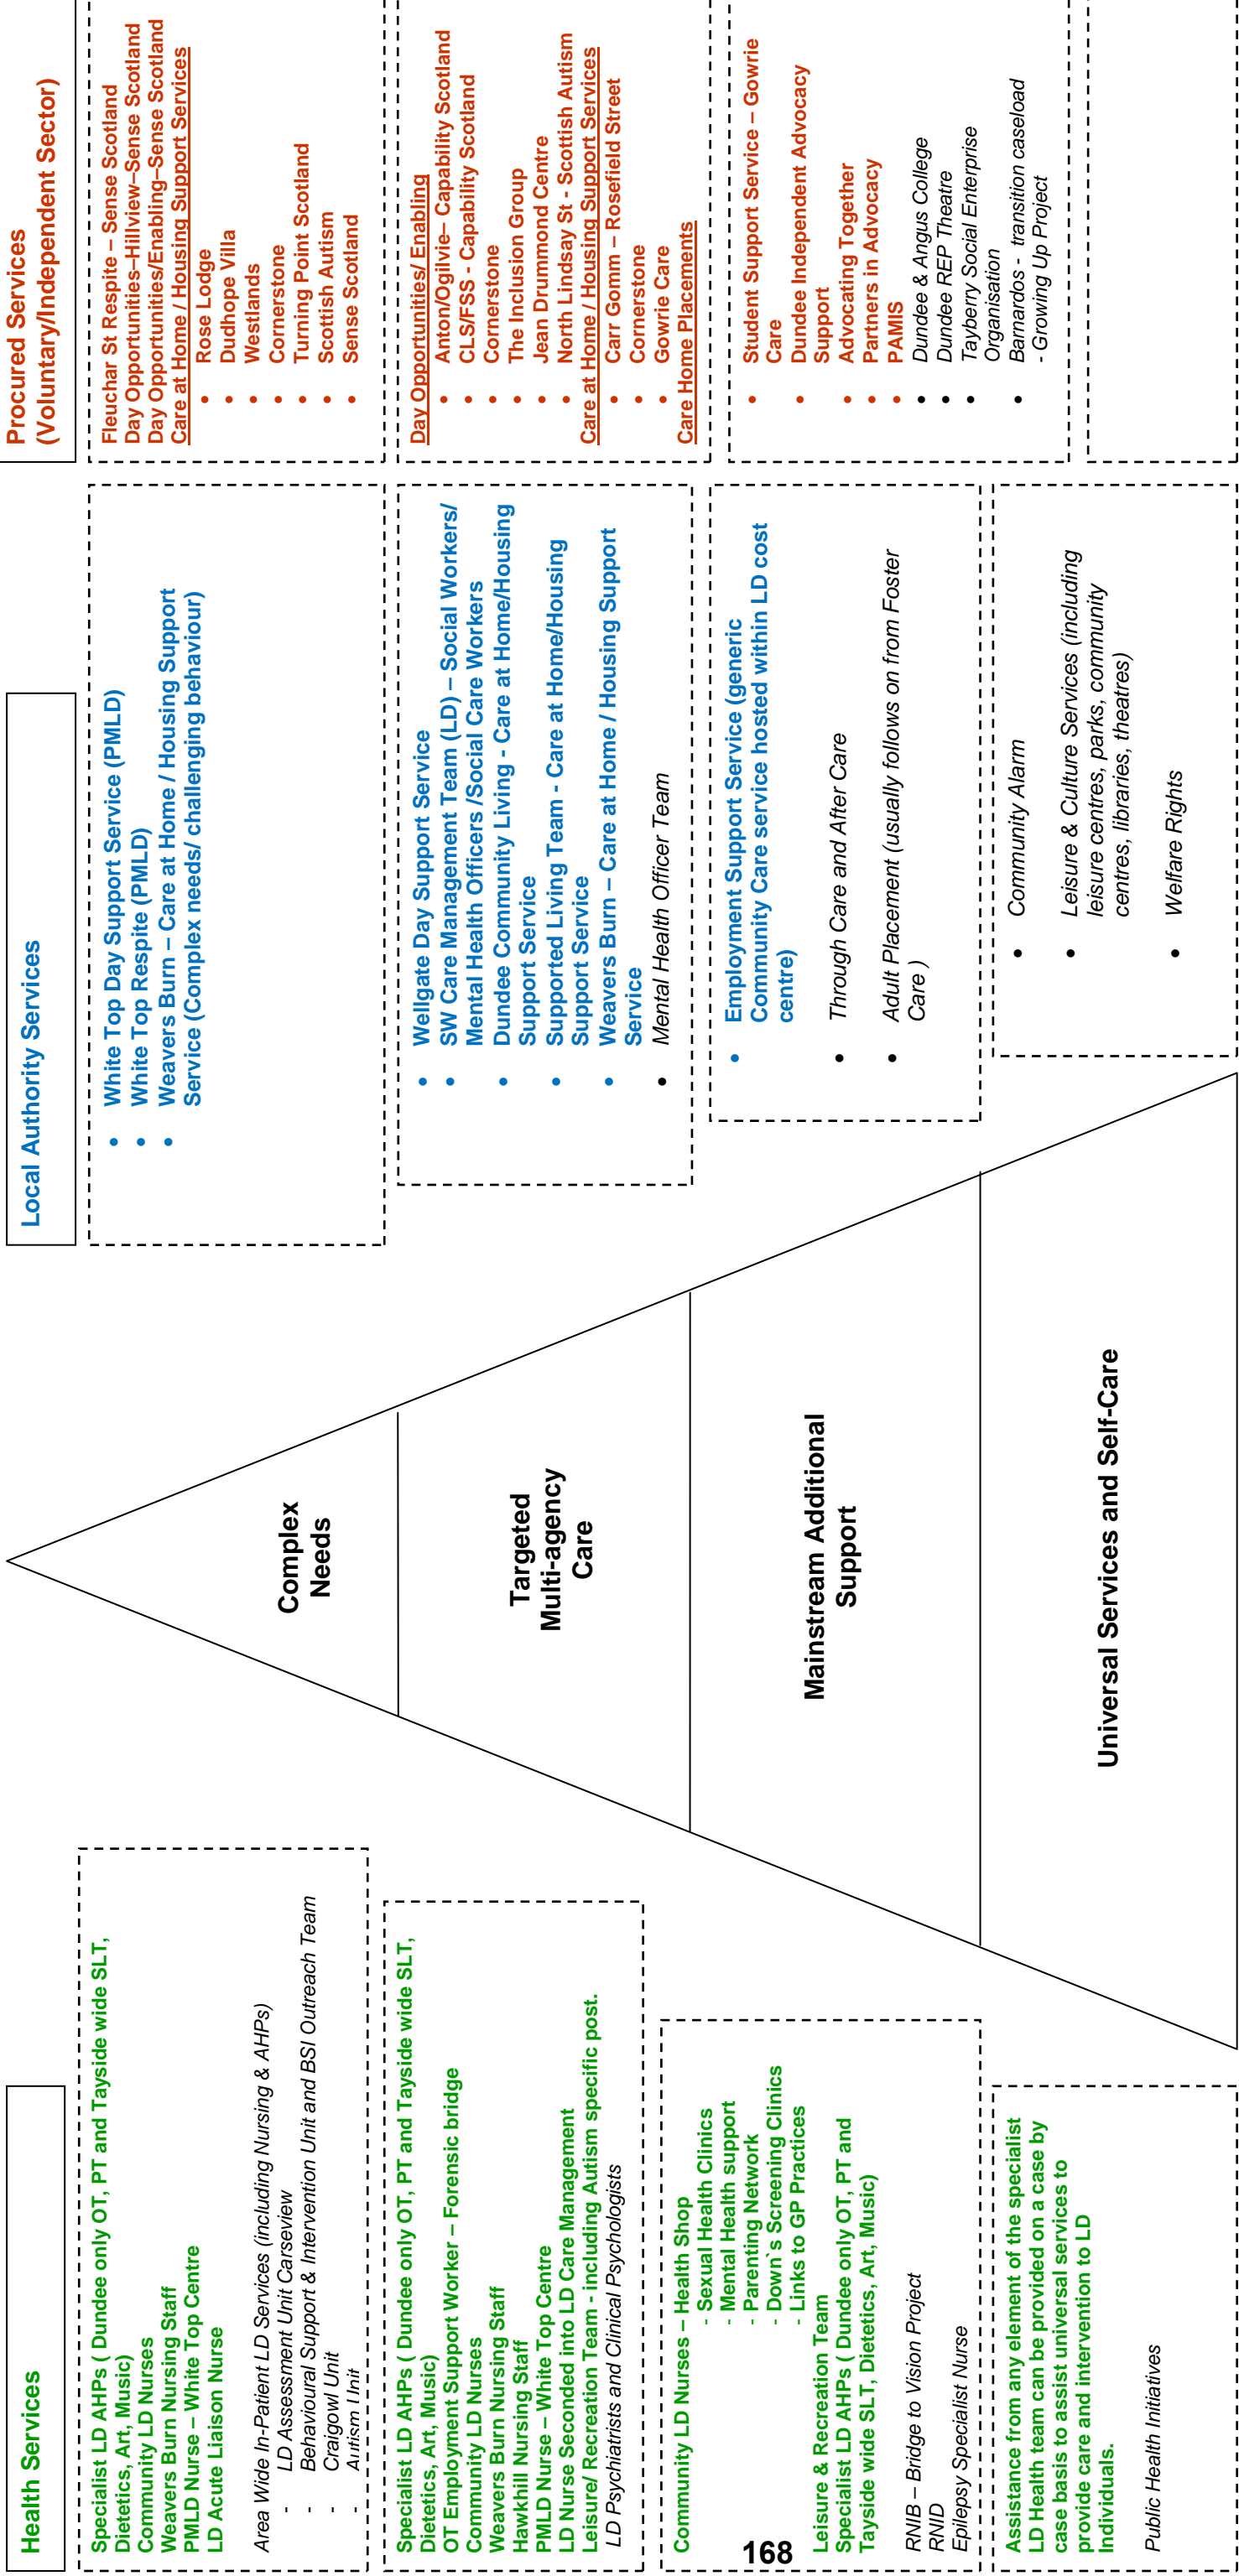 Health Services
Specialist LD AHPs ( Dundee only OT, PT and Tayside wide SLT,
Dietetics, Art, Music)
Community LD Nurses
Weavers Burn Nursing Staff
PMLD Nurse – White Top Centre
LD Acute Liaison Nurse
Area Wide In-Patient LD Services (including Nursing & AHPs)
- LD Assessment Unit Carseview
- Behavioural Support & Intervention Unit and BSI Outreach Team
- Craigowl Unit
- Autism Unit
Specialist LD AHPs ( Dundee only OT, PT and Tayside wide SLT,
Dietetics, Art, Music)
OT Employment Support Worker – Forensic bridge
Community LD Nurses
Weavers Burn Nursing Staff
Hawkhill Nursing Staff
PMLD Nurse – White Top Centre
LD Nurse Seconded into LD Care Management
Leisure/ Recreation Team - including Autism specific post.
LD Psychiatrists and Clinical Psychologists
Community LD Nurses – Health Shop
- Sexual Health Clinics
- Mental Health support
- Parenting Network
- Down`s Screening Clinics
- Links to GP Practices
Leisure & Recreation Team
Specialist LD AHPs ( Dundee only OT, PT and
Tayside wide SLT, Dietetics, Art, Music)
RNIB – Bridge to Vision Project
RNID
Epilepsy Specialist Nurse
Assistance from any element of the specialist
LD Health team can be provided on a case by
case basis to assist universal services to
provide care and intervention to LD
Individuals.
Public Health Initiatives
168
Complex
Needs
Targeted
Multi-agency
Care
Mainstream Additional
Support
Universal Services and Self-Care
Local Authority Services
• White Top Day Support Service (PMLD)
• White Top Respite (PMLD)
• Weavers Burn – Care at Home / Housing Support
Service (Complex needs/ challenging behaviour)
• Wellgate Day Support Service
• SW Care Management Team (LD) – Social Workers/
Mental Health Officers /Social Care Workers
• Dundee Community Living - Care at Home/Housing
Support Service
• Supported Living Team - Care at Home/Housing
Support Service
• Weavers Burn – Care at Home / Housing Support
Service
• Mental Health Officer Team
• Employment Support Service (generic
Community Care service hosted within LD cost
centre)
• Through Care and After Care
• Adult Placement (usually follows on from Foster
Care )
• Community Alarm
• Leisure & Culture Services (including
leisure centres, parks, community
centres, libraries, theatres)
• Welfare Rights
Procured Services
(Voluntary/Independent Sector)
Fleuchar St Respite – Sense Scotland
Day Opportunities–Hillview–Sense Scotland
Day Opportunities/Enabling–Sense Scotland
Care at Home / Housing Support Services
• Rose Lodge
• Dudhope Villa
• Westlands
• Cornerstone
• Turning Point Scotland
• Scottish Autism
• Sense Scotland
Day Opportunities/ Enabling
• Anton/Ogilvie– Capability Scotland
• CLS/FSS - Capability Scotland
• Cornerstone
• The Inclusion Group
• Jean Drummond Centre
• North Lindsay St - Scottish Autism
Care at Home / Housing Support Services
• Carr Gomm – Rosefield Street
• Cornerstone
• Gowrie Care
Care Home Placements
• Student Support Service – Gowrie
Care
• Dundee Independent Advocacy
Support
• Advocating Together
• Partners in Advocacy
• PAMIS
• Dundee & Angus College
• Dundee REP Theatre
• Tayberry Social Enterprise
Organisation
• Barnardos - transition caseload
- Growing Up Project